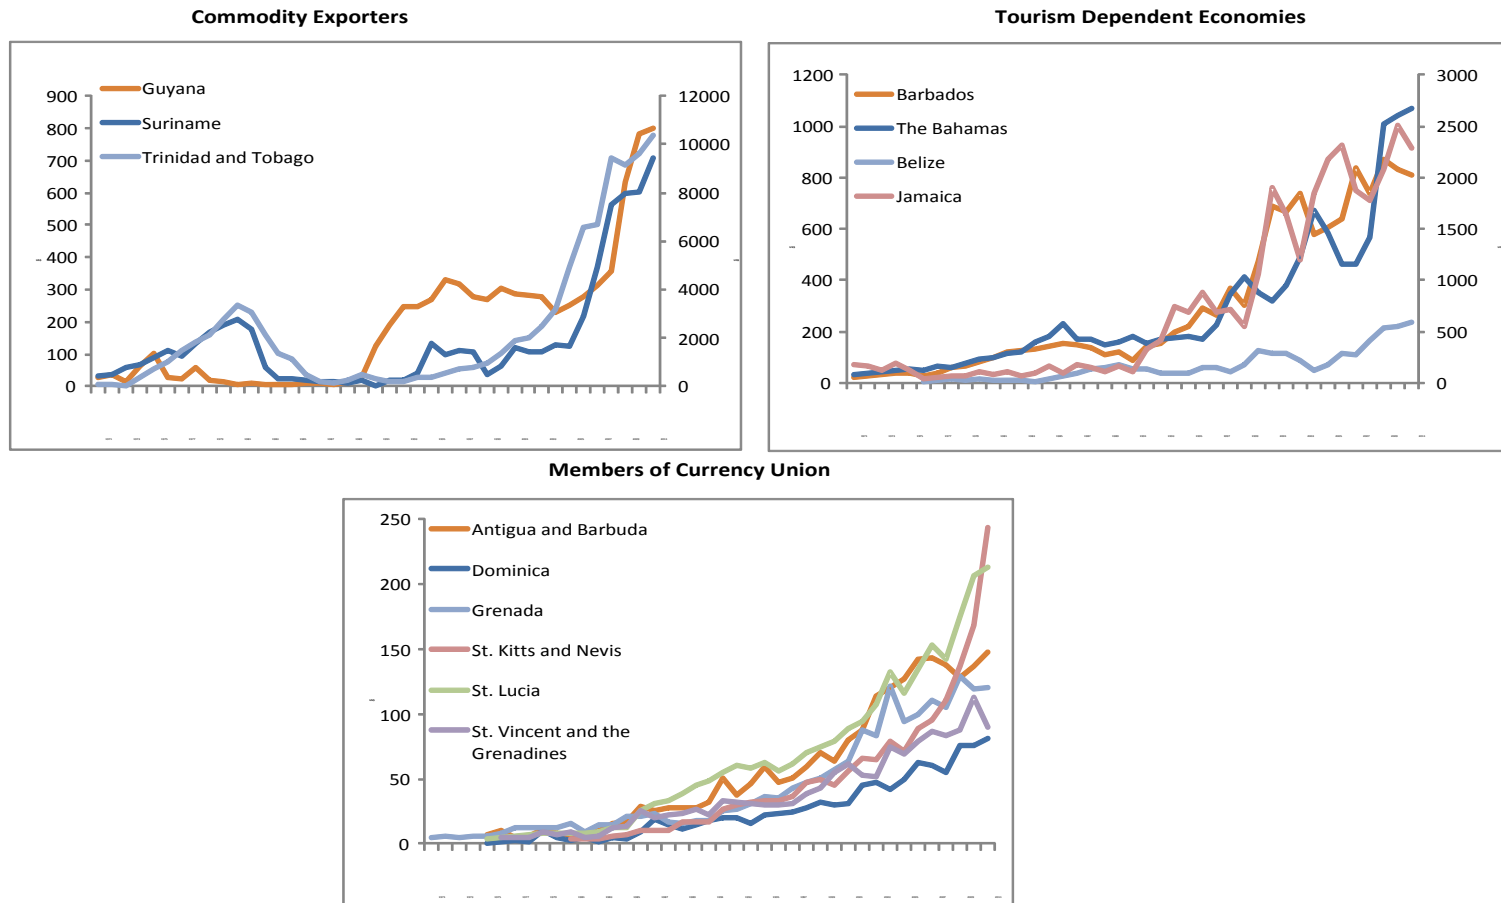 Commodity Exporters
900
800
700
600
500
400
300
200
100
0
12000
10000
8000
6000
4000
2000
0
Guyana
Suriname
Trinidad and Tobago
Tourism Dependent Economies
1200
1000
800
600
400
200
0
3000
2500
2000
1500
1000
500
0
Barbados
The Bahamas
Belize
Jamaica
Members of Currency Union
250
200
150
100
50
0
Antigua and Barbuda
Dominica
Grenada
St. Kitts and Nevis
St. Lucia
St. Vincent and the
Grenadines